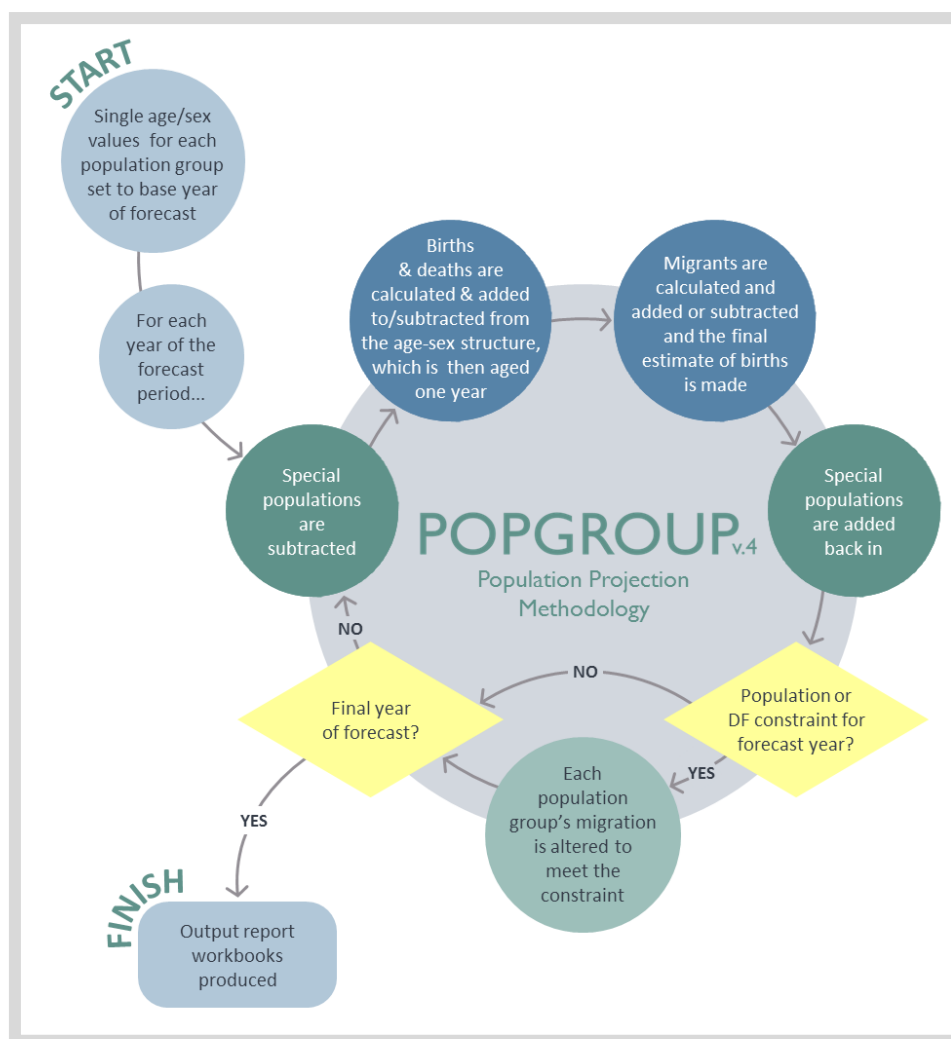 START
Single age/sex
values for each
population group
set to base year
of forecast
For each
year of the
forecast
period...
Special
populations
are
subtracted
Births
& deaths are
calculated & added
to/subtracted from
the age-sex structure,
which is then aged
one year
Migrants are
calculated and
added or subtracted
and the final
estimate of births
is made
Special
populations
are added
back in
POPGROUP v.4
Population Projection
Methodology
Population or
DF constraint for
forecast year?
NO
YES
Each
population
group's migration
is altered to
meet the
constraint
Final year
of forecast?
NO
YES
FINISH
Output report
workbooks
produced